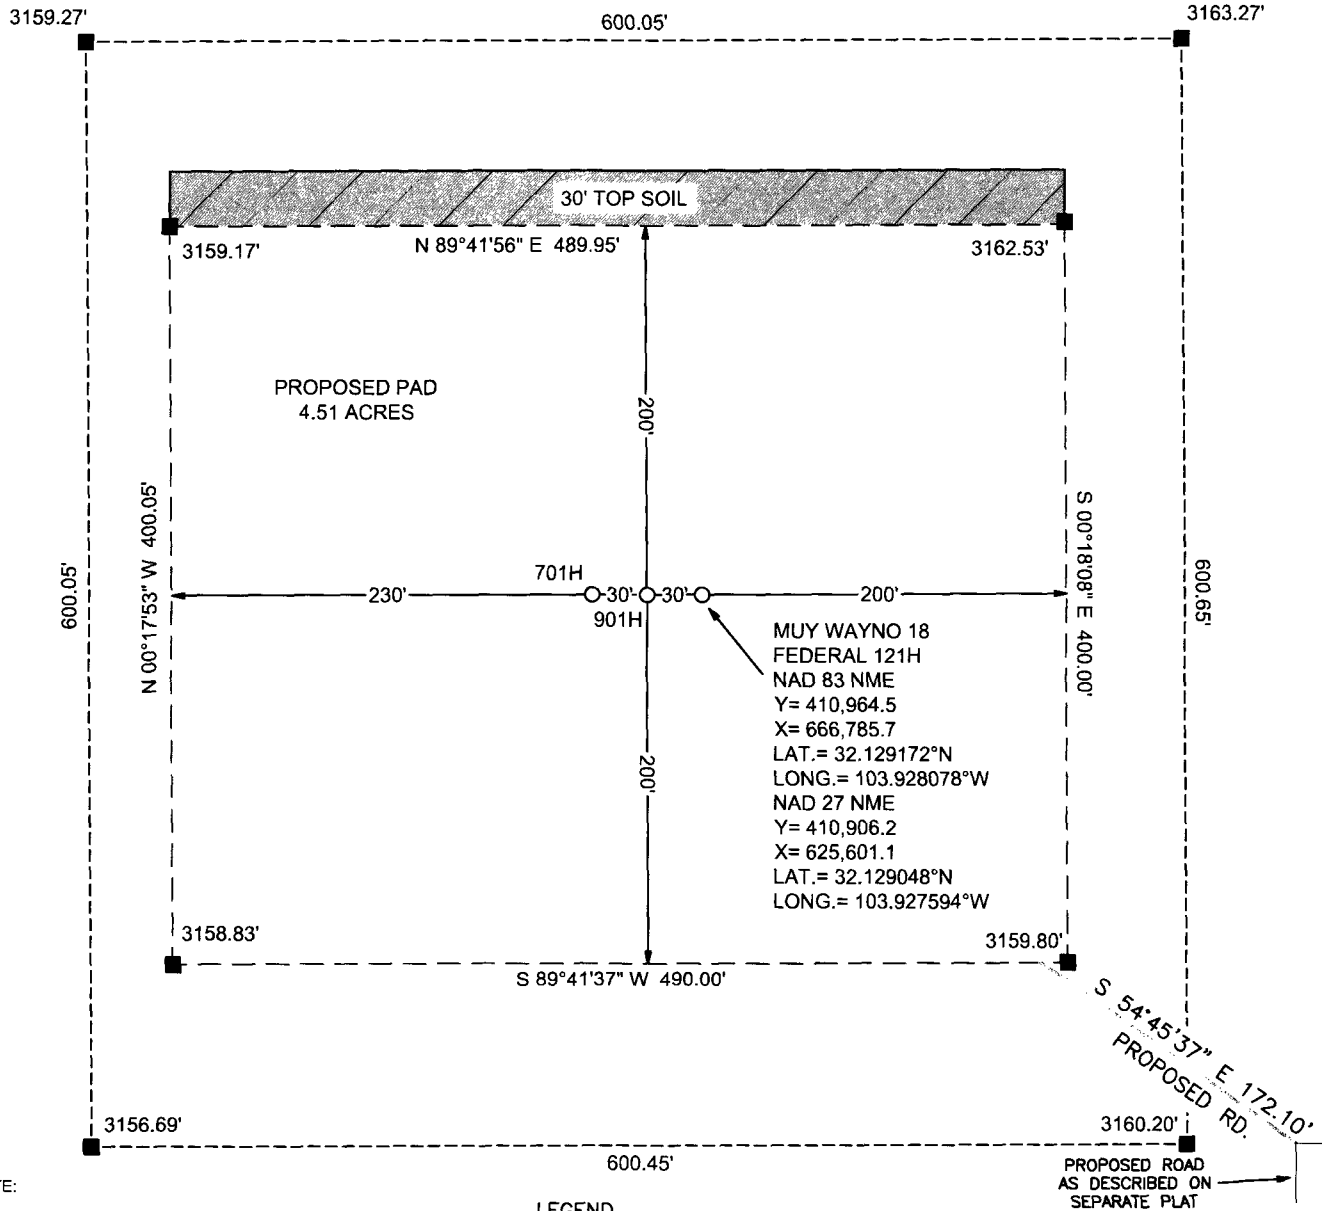 3159.27'
600.05'
3163.27'
30' TOP SOIL
N 89°41'56" E 489.95'
3159.17'
3162.53'
PROPOSED PAD
4.51 ACRES
200'
N 00°17'53" W 400.05'
600.05'
S 00°18'08" E 400.00'
600.65'
701H
230'
30'
30'
200'
901H
MUY WAYNO 18
FEDERAL 121H
NAD 83 NME
Y= 410,964.5
X= 666,785.7
LAT.= 32.129172°N
LONG.= 103.928078°W
NAD 27 NME
Y= 410,906.2
X= 625,601.1
LAT.= 32.129048°N
LONG.= 103.927594°W
200'
3158.83'
3159.80'
S 89°41'37" W 490.00'
S 54°45'37" E 172.10'
PROPOSED RD.
3156.69'
3160.20'
600.45'
PROPOSED ROAD
AS DESCRIBED ON
SEPARATE PLAT
TE:
LEGEND